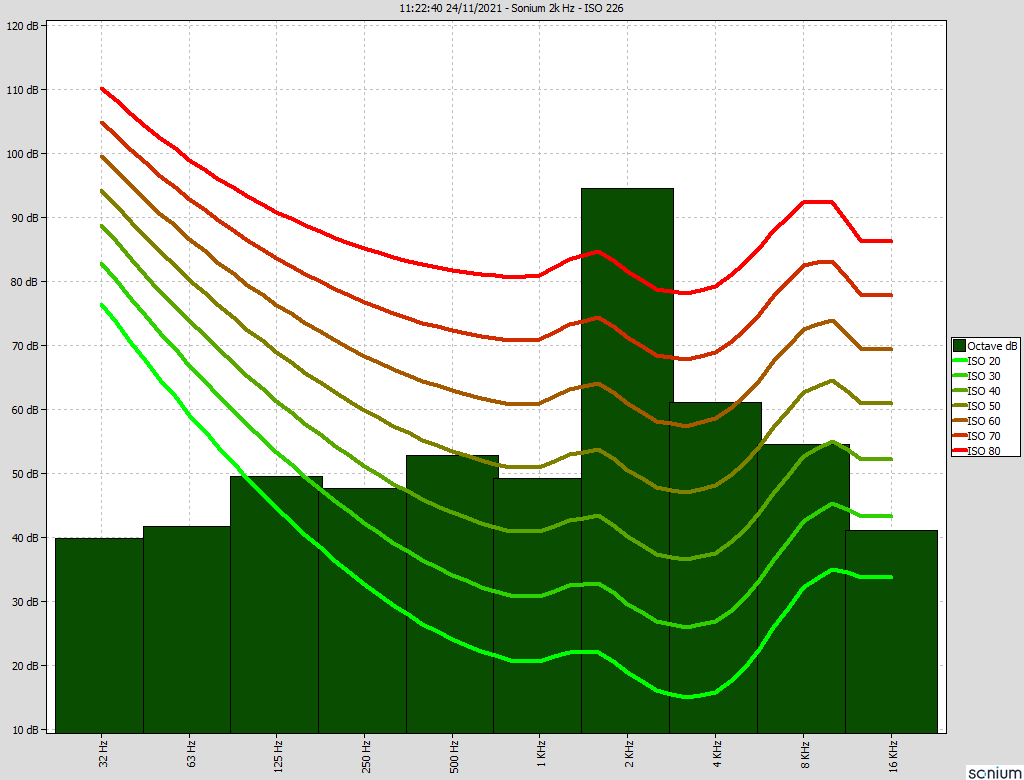 11:22:40 24/11/2021 - Sonium 2k Hz - ISO 226
120 dB
110 dB
100 dB
90 dB
80 dB
70 dB
60 dB
50 dB
40 dB
30 dB
20 dB
10 dB
32 Hz
63 Hz
125 Hz
250 Hz
500 Hz
1 KHz
2 KHz
4 KHz
8 KHz
16 KHz
Octave dB
ISO 20
ISO 30
ISO 40
ISO 50
ISO 60
ISO 70
ISO 80
sonium